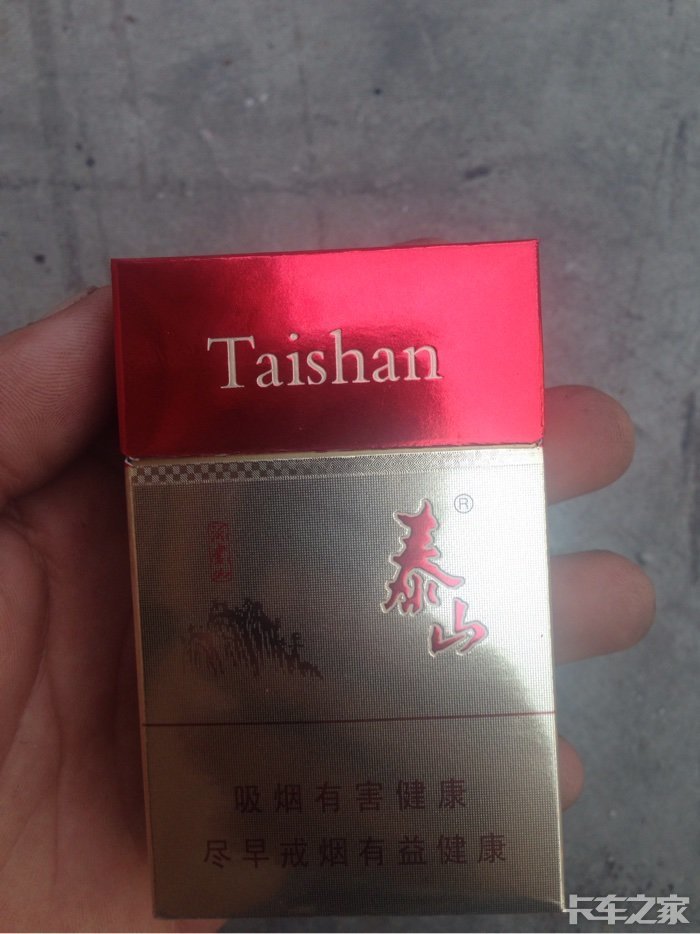 Taishan
®
泰山
吸烟有害健康
尽早戒烟有益健康
卡车之家